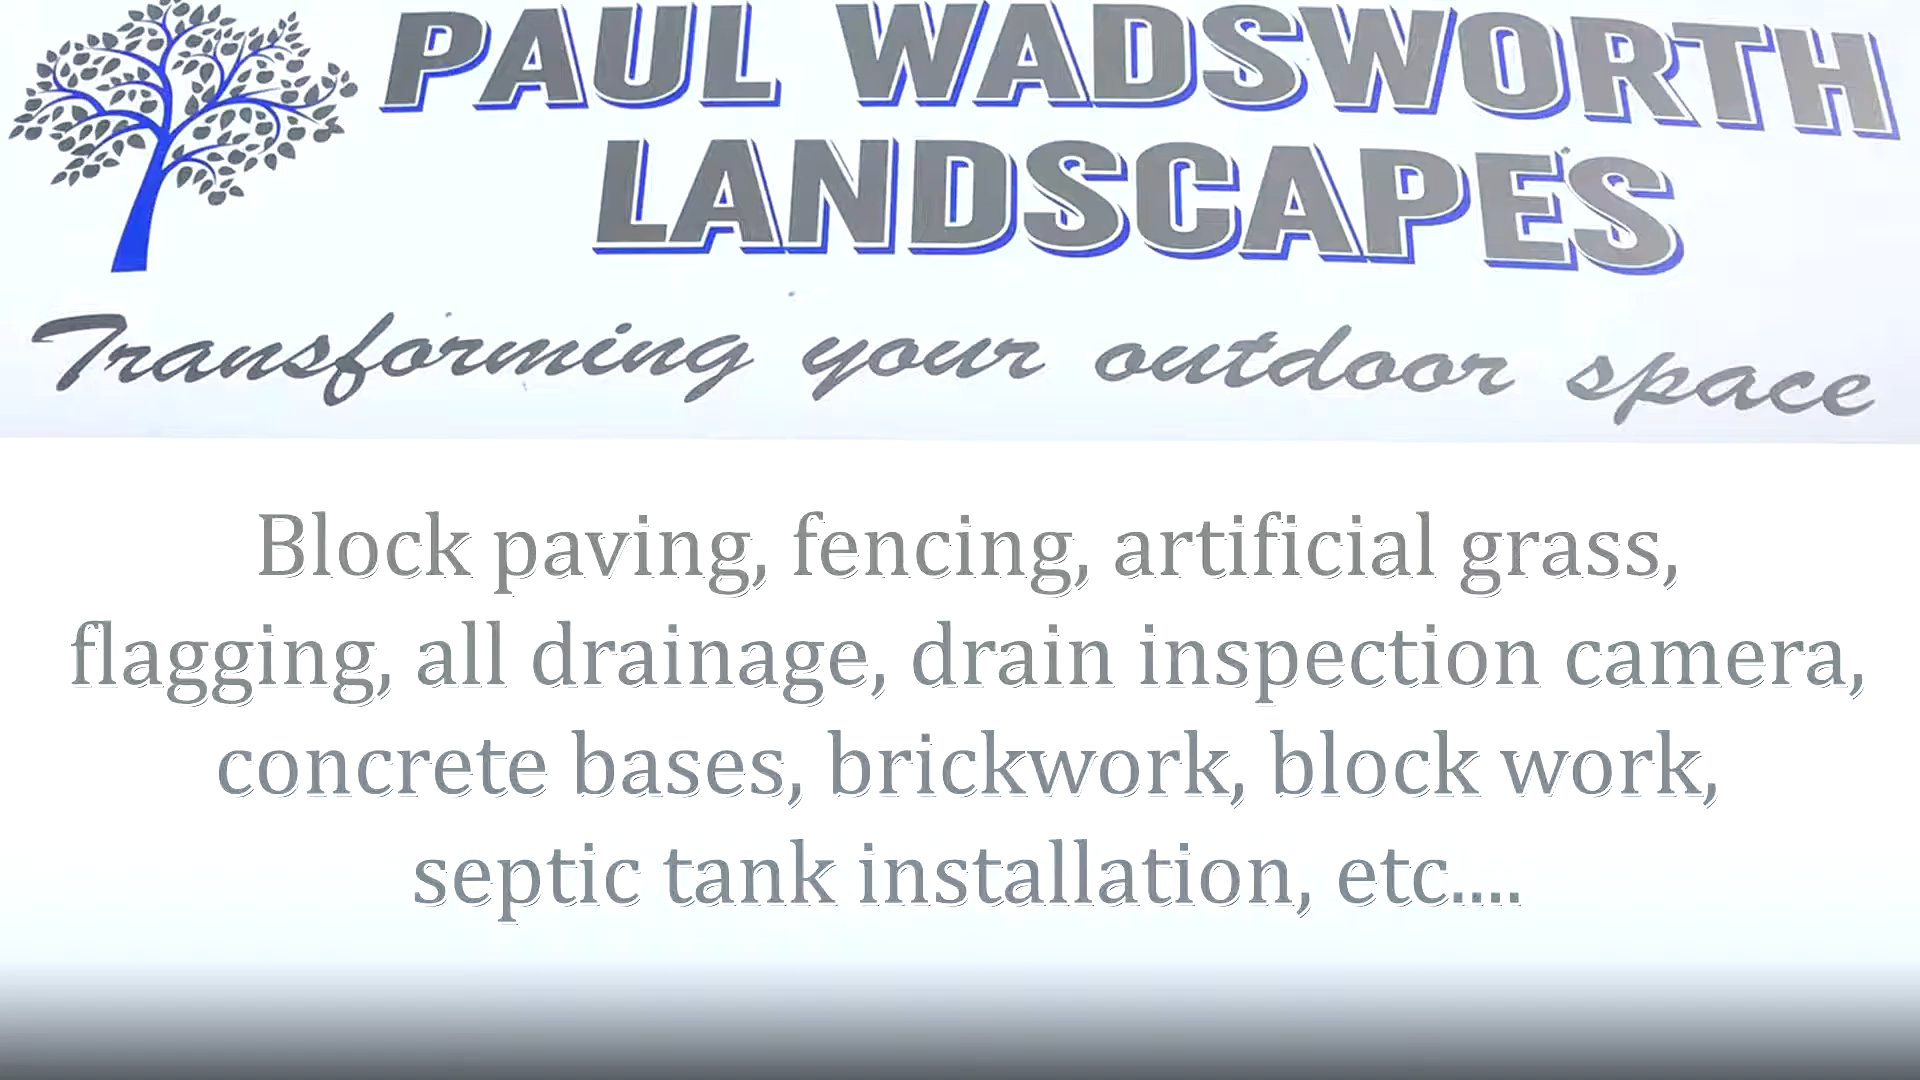 PAUL WADSWORTH
LANDSCAPES
Transforming your outdoor space
Block paving, fencing, artificial grass,
flagging, all drainage, drain inspection camera,
concrete bases, brickwork, block work,
septic tank installation, etc....